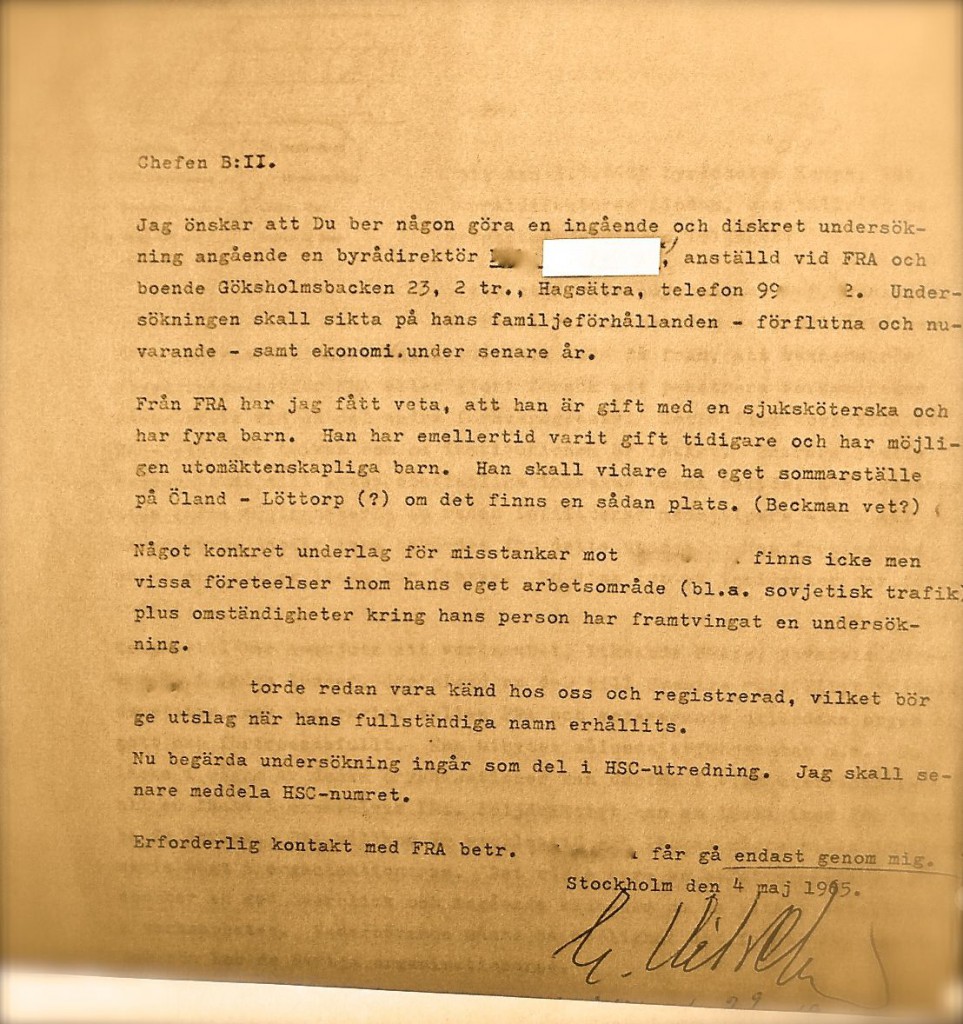 Chefen B:II.
Jag önskar att Du ber någon göra en ingående och diskret undersök-
ning angående en byrådirektör , anställd vid FRA och
boende Göksholmsbacken 23, 2 tr., Hagsätra, telefon 99 2. Under-
sökningen skall sikta på hans familjeförhållanden - förflutna och nu-
varande - samt ekonomi.under senare år.
Från FRA har jag fått veta, att han är gift med en sjuksköterska och
har fyra barn. Han har emellertid varit gift tidigare och har möjli-
gen utomäktenskapliga barn. Han skall vidare ha eget sommarställe
på Öland - Löttorp (?) om det finns en sådan plats. (Beckman vet?)
Något konkret underlag för misstankar mot . finns icke men
vissa företeelser inom hans eget arbetsområde (bl.a. sovjetisk trafik)
plus omständigheter kring hans person har framtvingat en undersök-
ning.
torde redan vara känd hos oss och registrerad, vilket bör
ge utslag när hans fullständiga namn erhållits.
Nu begärda undersökning ingår som del i HSC-utredning. Jag skall se-
nare meddela HSC-numret.
Erforderlig kontakt med FRA betr. får gå endast genom mig.
Stockholm den 4 maj 1965.